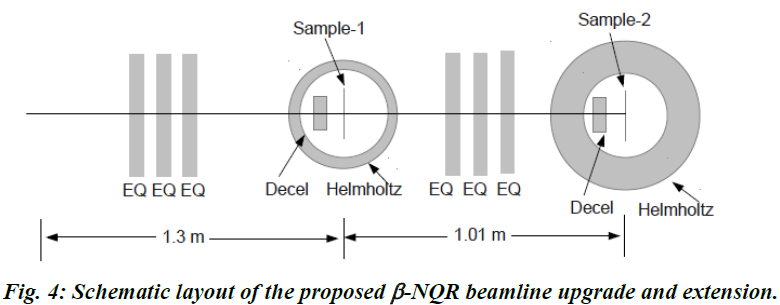 Sample-1
Sample-2
EQ EQ EQ
Decel
Helmholtz
EQ EQ EQ
Decel
Helmholtz
1.3 m
1.01 m
Fig. 4: Schematic layout of the proposed β-NQR beamline upgrade and extension.